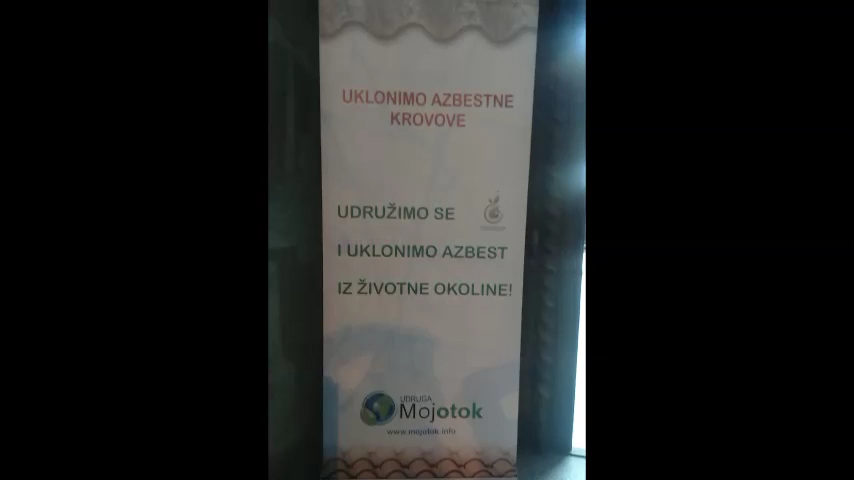 UKLONIMO AZBESTNE
KROVOVE
UDRUŽIMO SE
I UKLONIMO AZBEST
IZ ŽIVOTNE OKOLINE!
UDRUGA
Mojotok
www.mojotok.info